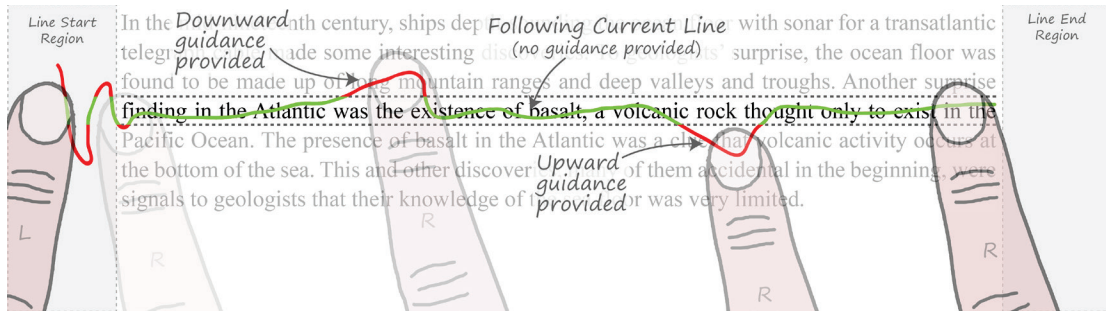 Line Start
Region
Downward
guidance
provided
Following Current Line
(no guidance provided)
Line End
Region
In the century, ships with sonar for a transatlantic
made some interesting surprise, the ocean floor was
found to be made up of long mountain ranges and deep valleys and troughs. Another surprise
finding in the Atlantic was the existence of basalt, a volcanic rock thought only to exist in the
Pacific Ocean. The presence of basalt in the Atlantic was a clue that volcanic activity occurs at
the bottom of the sea. This and other of them accidental in the beginning, were
signals to geologists that their knowledge of was very limited.
Upward
guidance
provided
L
R
R
R
R